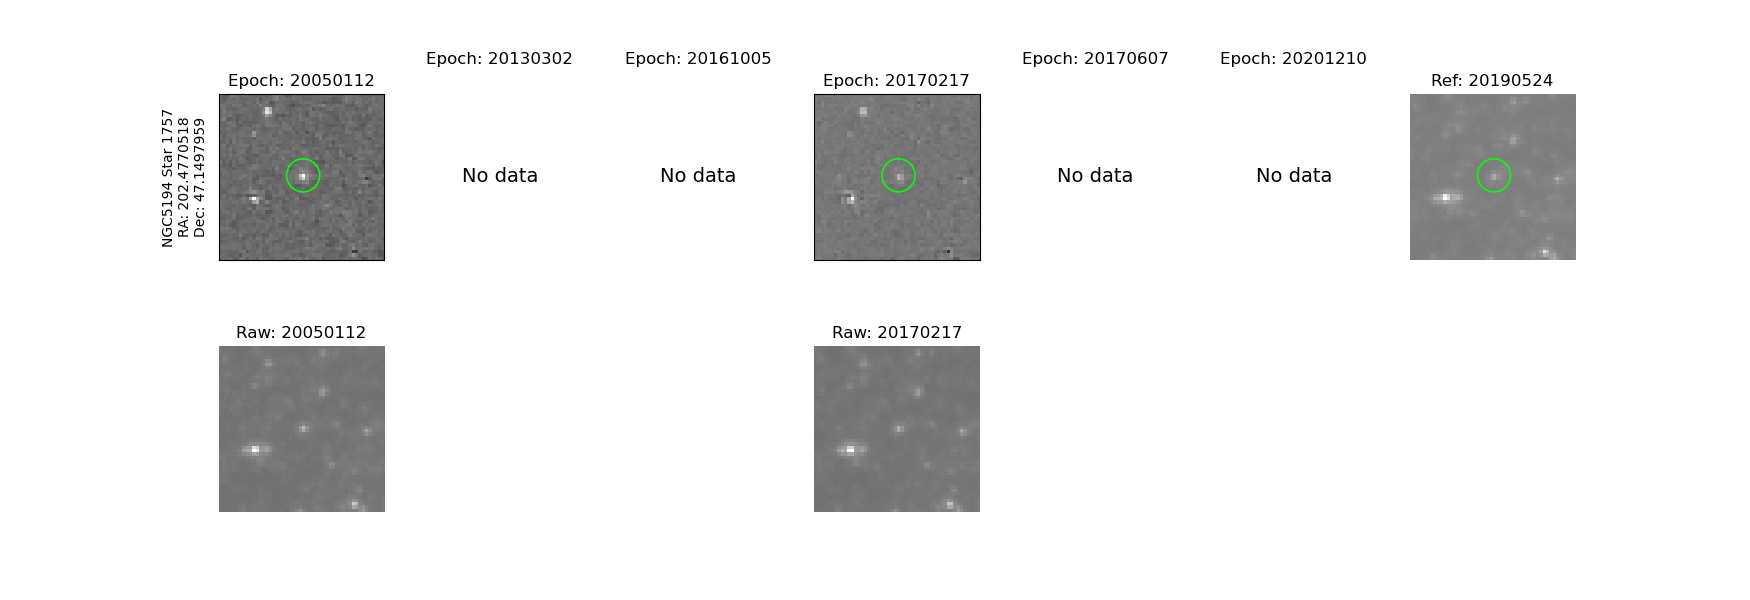 Epoch: 20050112
Epoch: 20130302
Epoch: 20161005
Epoch: 20170217
Epoch: 20170607
Epoch: 20201210
Ref: 20190524
NGC5194 Star 1757
RA: 202.4770518
Dec: 47.1497959
No data
No data
No data
No data
Raw: 20050112
Raw: 20170217